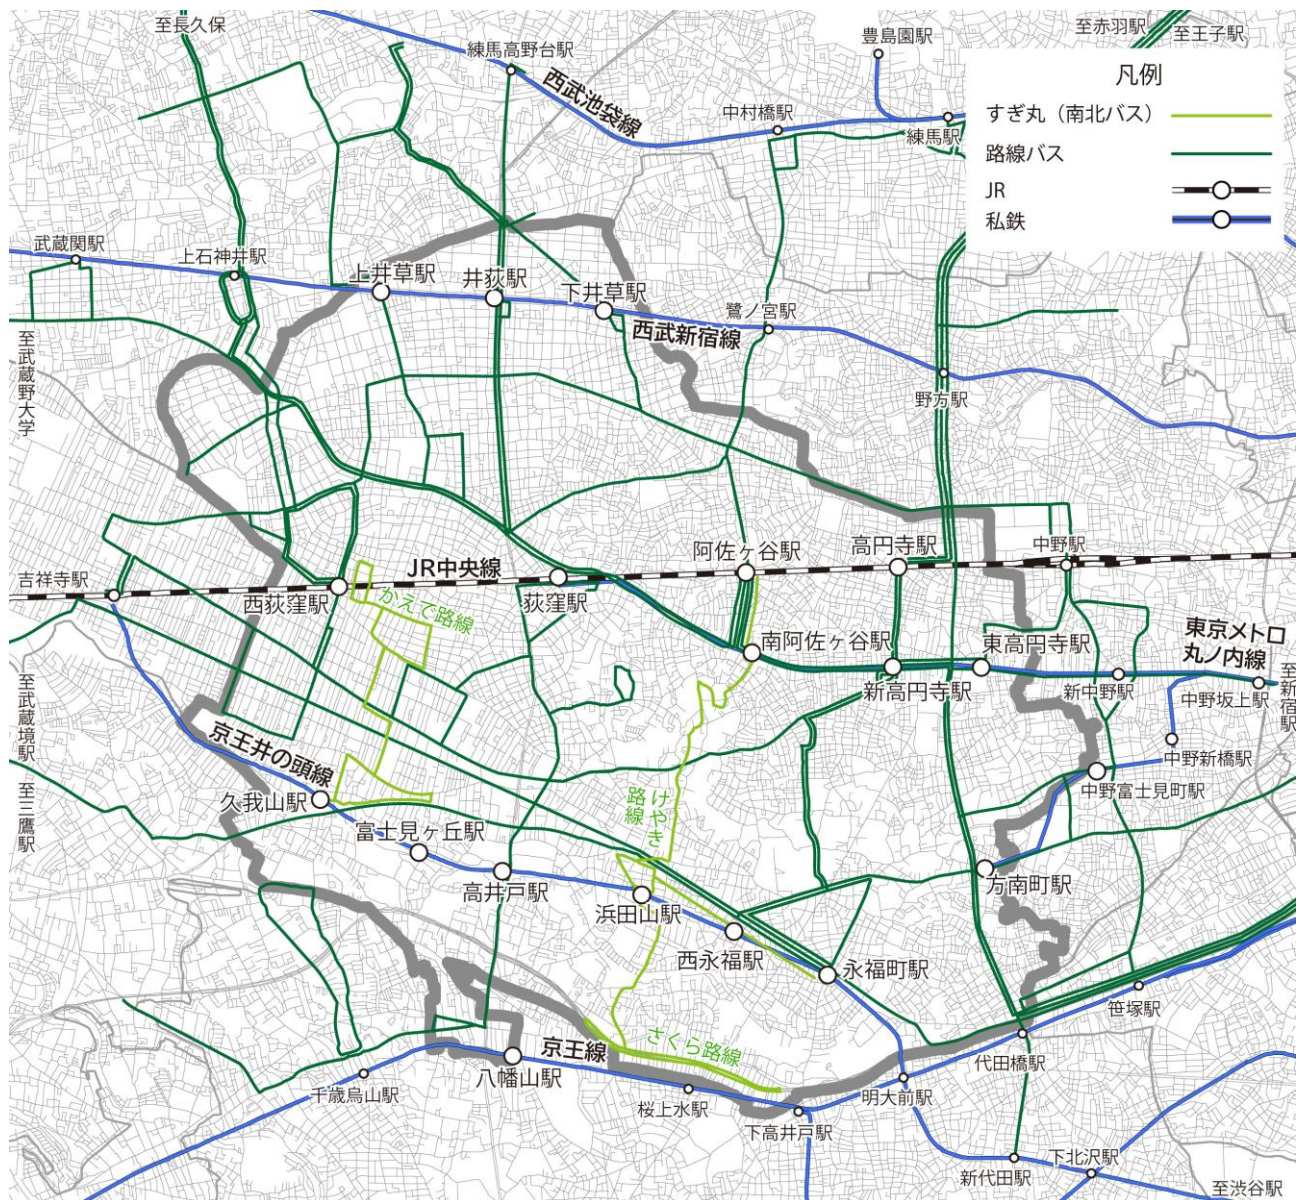 至長久保
練馬高野台駅
豊島園駅
至赤羽駅
至王子駅
西武池袋線
中村橋駅
練馬駅
凡例
すぎ丸（南北バス）
路線バス
JR
私鉄
武蔵関駅
上石神井駅
上井草駅
井荻駅
下井草駅
鷺ノ宮駅
西武新宿線
野方駅
至武蔵野大学
吉祥寺駅
西荻窪駅
JR中央線
荻窪駅
阿佐ヶ谷駅
高円寺駅
中野駅
かえで路線
南阿佐ヶ谷駅
新高円寺駅
東高円寺駅
東京メトロ
丸ノ内線
新中野駅
中野坂上駅
至新宿駅
中野新橋駅
中野富士見町駅
至武蔵境駅
至三鷹駅
京王井の頭線
久我山駅
富士見ヶ丘駅
高井戸駅
けやき
路線
浜田山駅
西永福駅
永福町駅
方南町駅
笹塚駅
代田橋駅
さくら路線
京王線
八幡山駅
千歳烏山駅
桜上水駅
下高井戸駅
明大前駅
新代田駅
下北沢駅
至渋谷駅